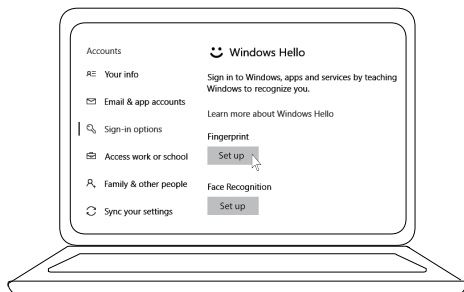 Accounts
Your info
Email & app accounts
Sign-in options
Access work or school
Family & other people
Sync your settings
Windows Hello
Sign in to Windows, apps and services by teaching
Windows to recognize you.
Learn more about Windows Hello
Fingerprint
Set up
Face Recognition
Set up